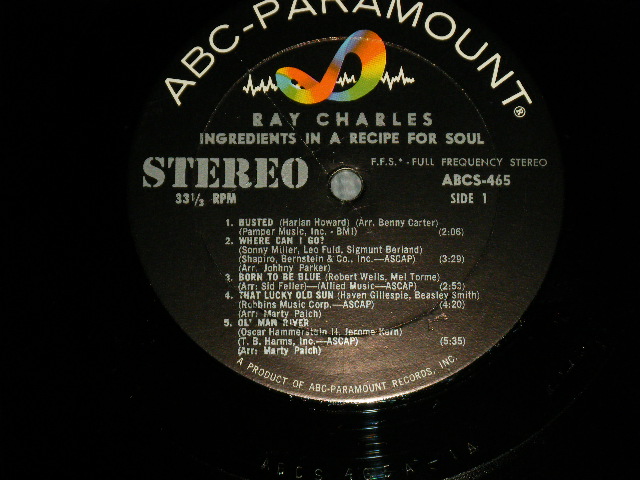 ABC-PARAMOUNT®
RAY CHARLES
INGREDIENTS IN A RECIPE FOR SOUL
STEREO
F.F.S.* - FULL FREQUENCY STEREO
33 1/3 RPM
ABCS-465
SIDE 1
1. BUSTED (Harlan Howard) (Arr. Benny Carter)
(Pamper Music, Inc. - BMI) (2:06)
2. WHERE CAN I GO?
(Sonny Miller, Leo Fuld, Sigmunt Berland)
(Shapiro, Bernstein & Co., Inc.—ASCAP) (3:29)
(Arr. Johnny Parker)
3. BORN TO BE BLUE (Robert Wells, Mel Torme)
(Arr: Sid Feller)—(Allied Music—ASCAP) (2:53)
4. THAT LUCKY OLD SUN (Haven Gillespie, Beasley Smith)
(Robbins Music Corp.—ASCAP) (4:20)
(Arr: Marty Paich)
5. OL' MAN RIVER
(Oscar Hammerstein II, Jerome Kern)
(T. B. Harms, Inc.—ASCAP) (5:35)
(Arr: Marty Paich)
A PRODUCT OF ABC-PARAMOUNT RECORDS, INC.